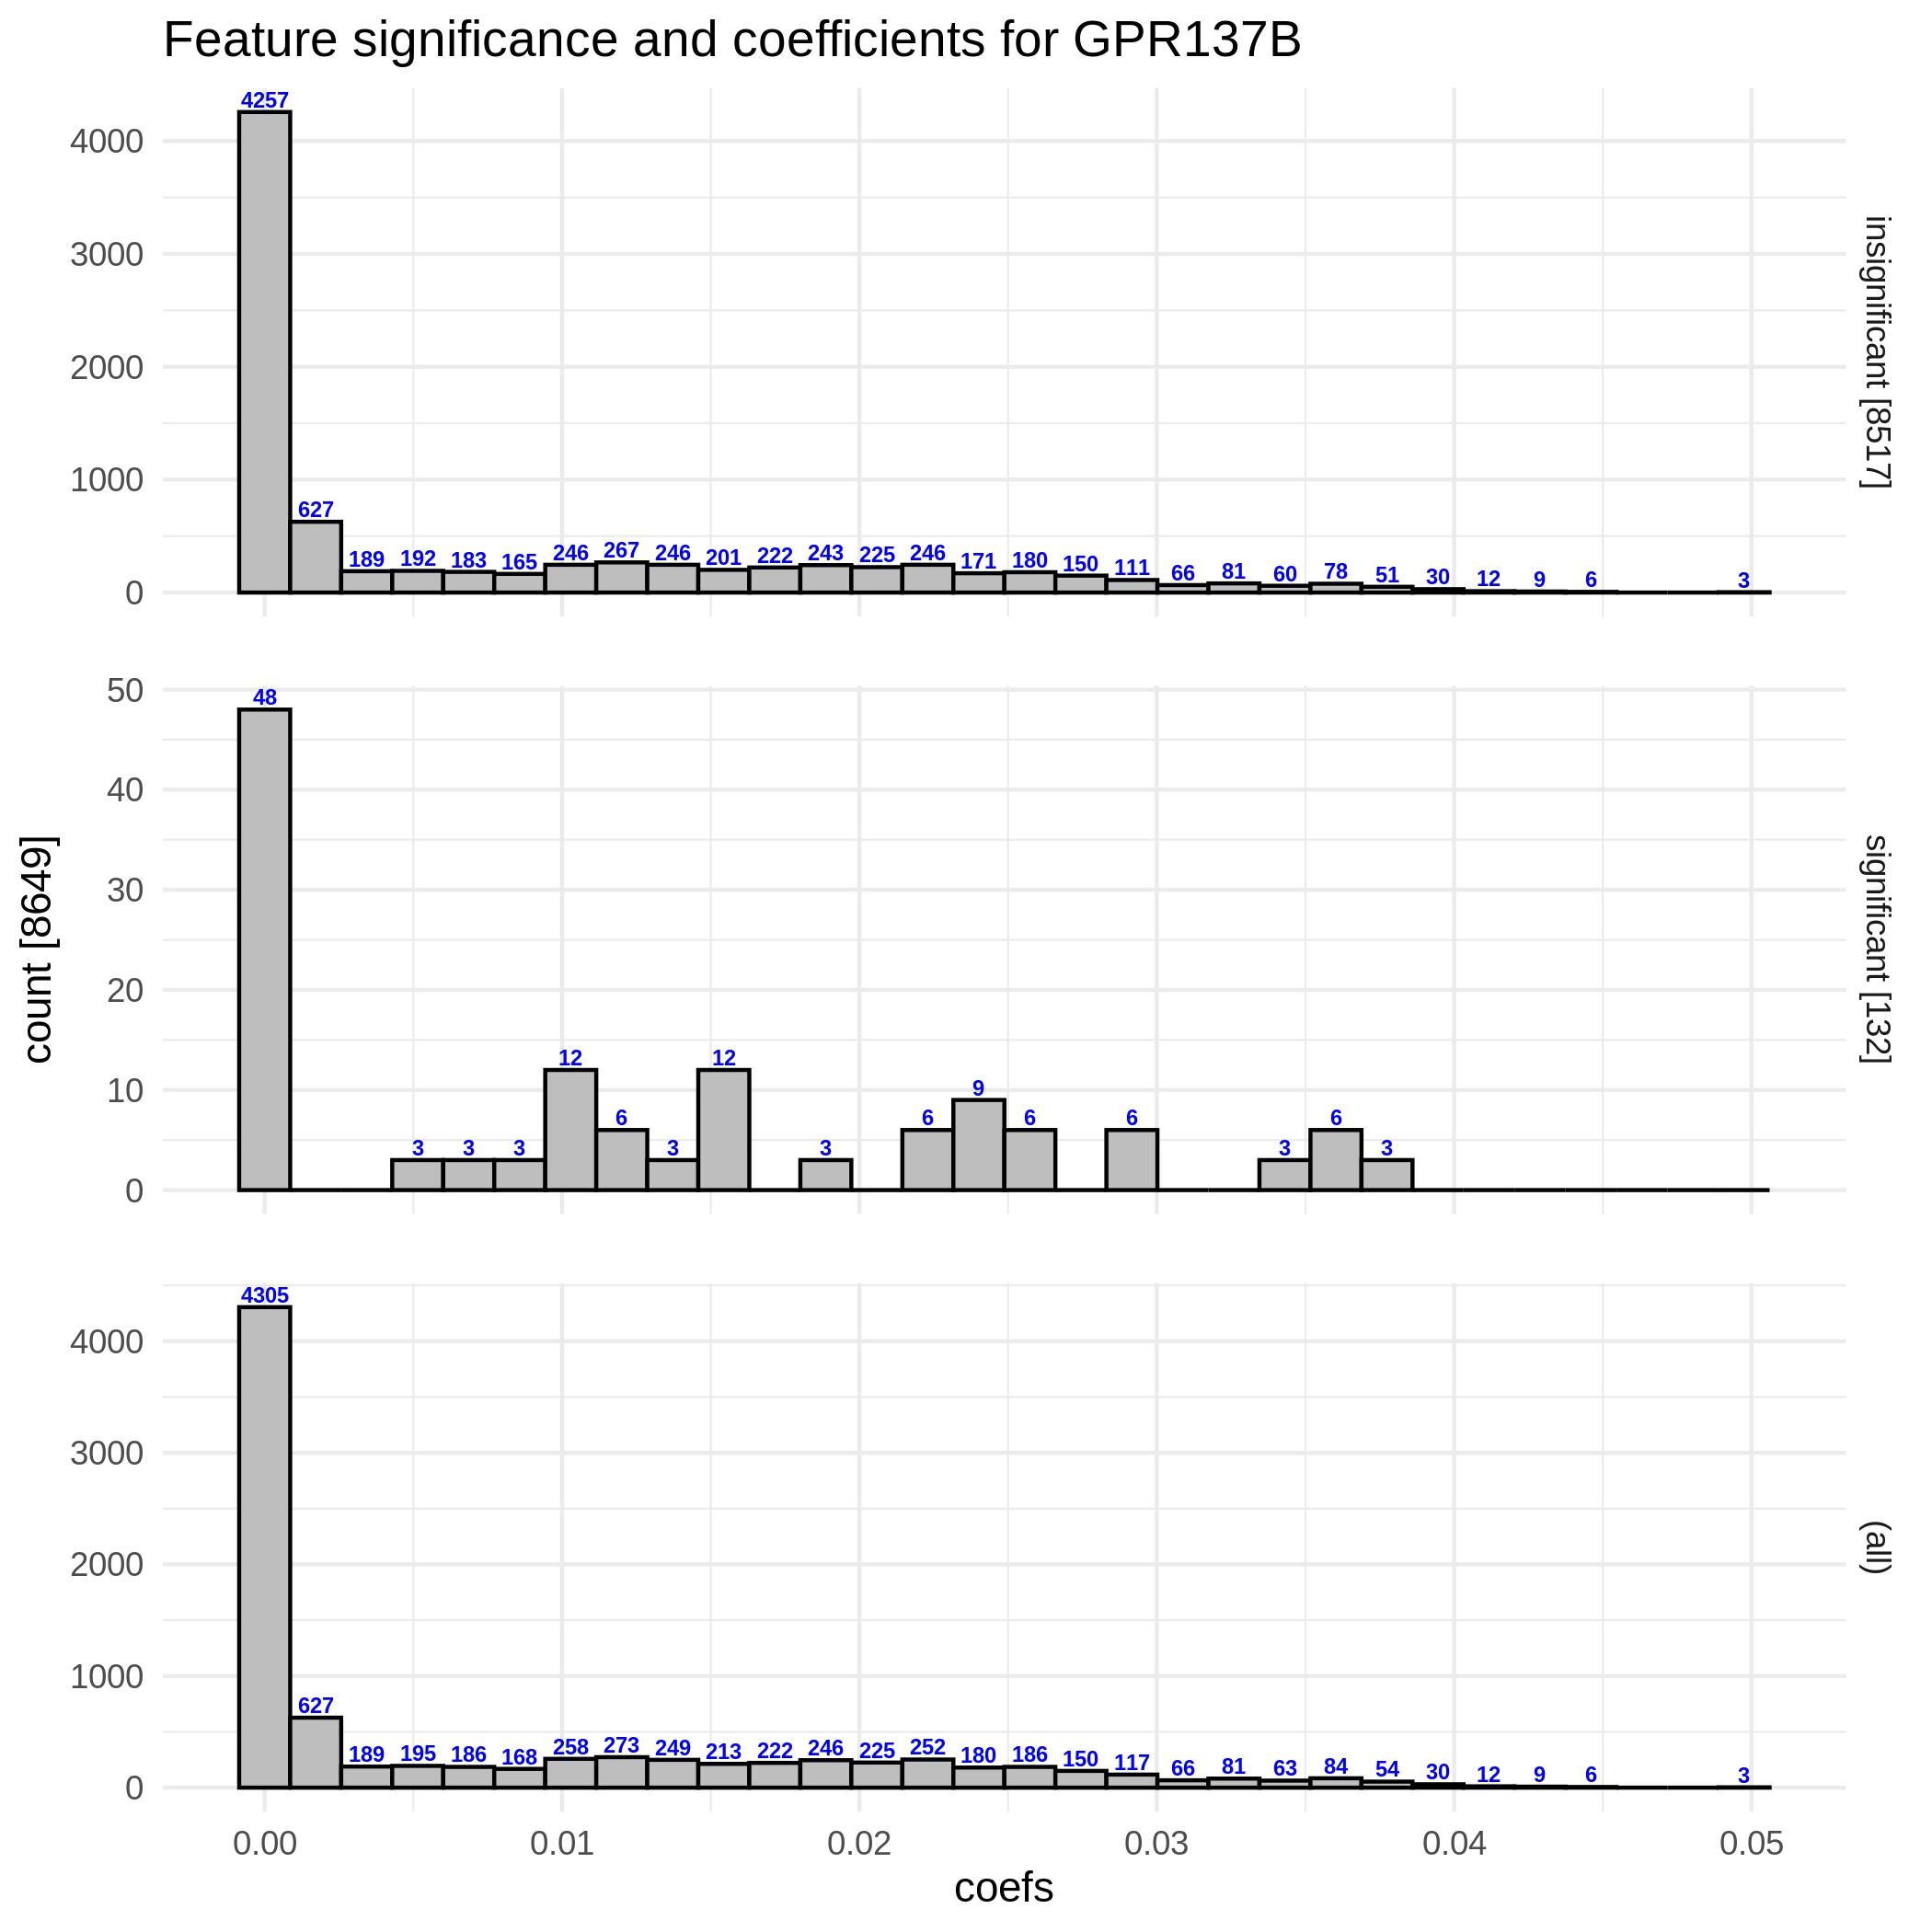 Feature significance and coefficients for GPR137B
4257
4000
3000
2000
1000
627
189 192 183 165 246 267 246 201 222 243 225 246 171 180 150 111 66 81 60 78 51 30 12 9 6 3
0
insignificant [8517]
50
48
40
30
20
12 12
10
9
6 6 6 6 6
3 3 3 3 3 3 3
0
significant [132]
count [8649]
4305
4000
3000
2000
1000
627
189 195 186 168 258 273 249 213 222 246 225 252 180 186 150 117 66 81 63 84 54 30 12 9 6 3
0
(all)
0.00 0.01 0.02 0.03 0.04 0.05
coefs